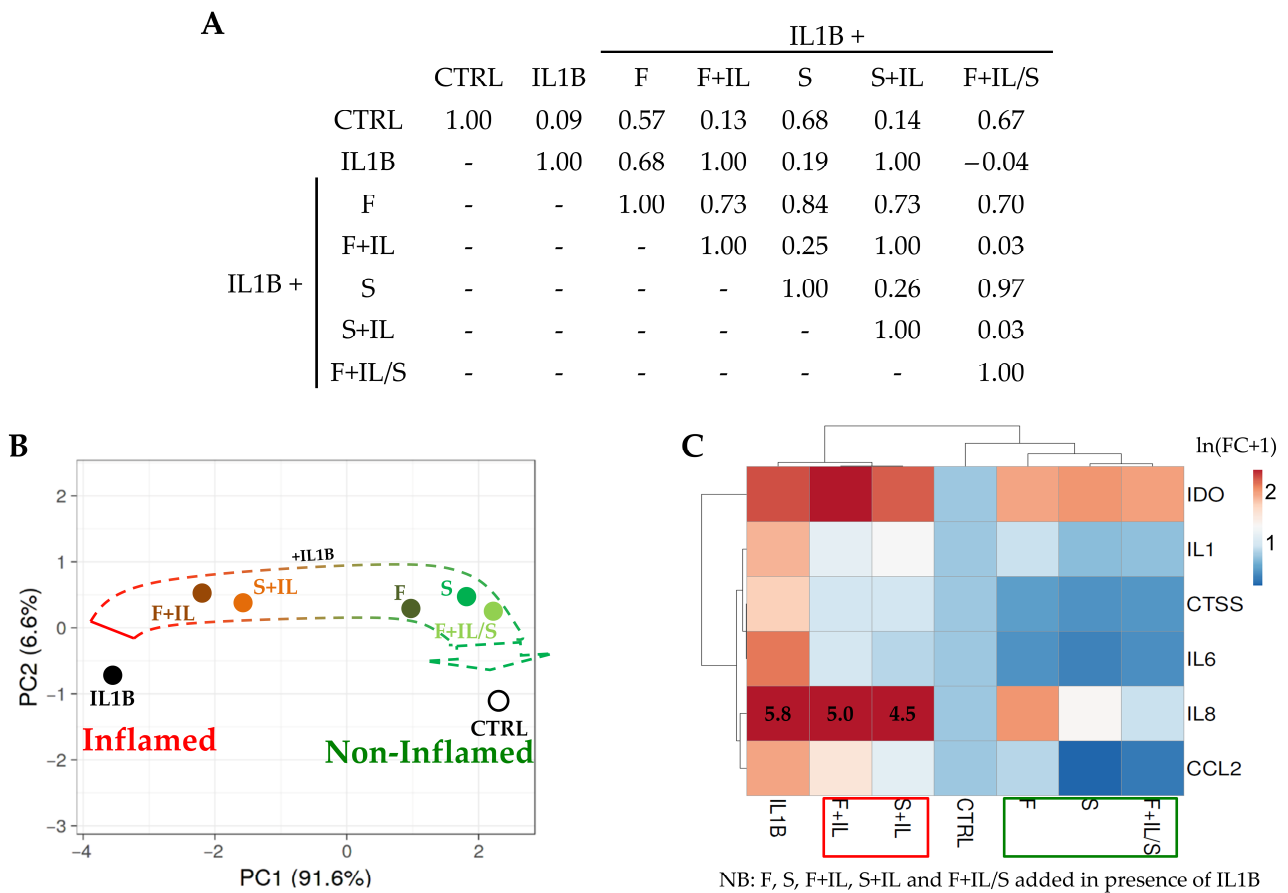 A
IL1B +
CTRL IL1B F F+IL S S+IL F+IL/S
CTRL 1.00 0.09 0.57 0.13 0.68 0.14 0.67
IL1B - 1.00 0.68 1.00 0.19 1.00 −0.04
F - - 1.00 0.73 0.84 0.73 0.70
F+IL - - - 1.00 0.25 1.00 0.03
IL1B + S - - - - 1.00 0.26 0.97
S+IL - - - - - 1.00 0.03
F+IL/S - - - - - - 1.00
B
PC2 (6.6%)
2
1
0
−1
−2
−3
+IL1B
F+IL
S+IL
F
S
F+IL/S
IL1B
CTRL
Inflamed
Non-Inflamed
−4 −2 0 2
PC1 (91.6%)
C
ln(FC+1)
2
1
IDO
IL1
CTSS
IL6
5.8 5.0 4.5 IL8
CCL2
IL1B F+IL S+IL CTRL F S F+IL/S
NB: F, S, F+IL, S+IL and F+IL/S added in presence of IL1B